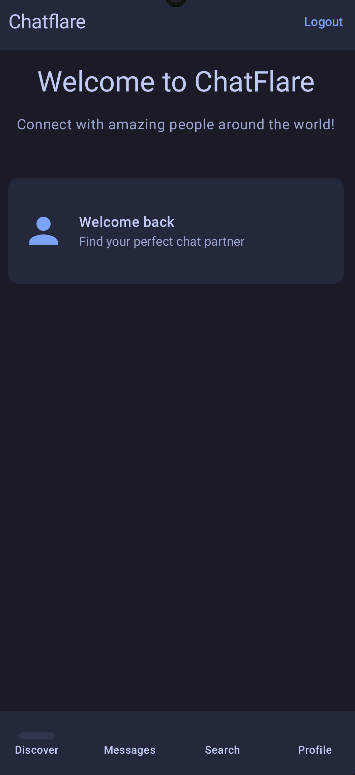 Chatflare
Logout
Welcome to ChatFlare
Connect with amazing people around the world!
Welcome back
Find your perfect chat partner
Discover
Messages
Search
Profile